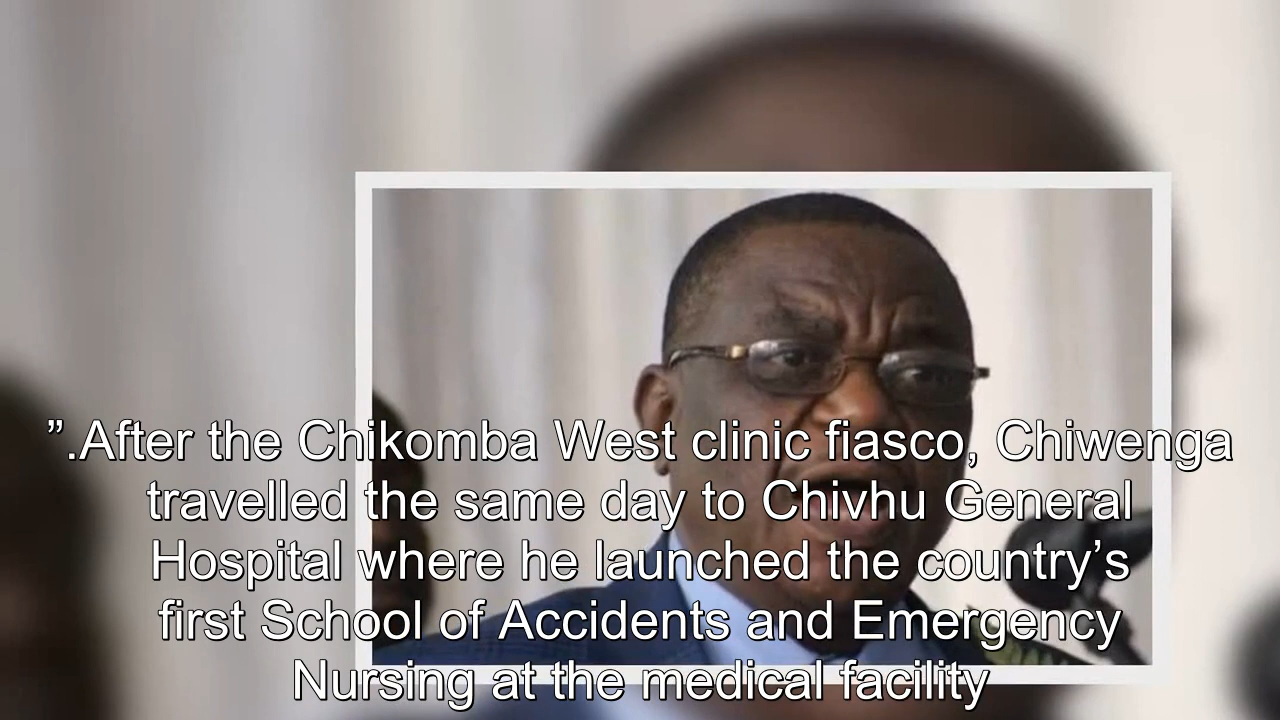 ”.After the Chikomba West clinic fiasco, Chiwenga
travelled the same day to Chivhu General
Hospital where he launched the country’s
first School of Accidents and Emergency
Nursing at the medical facility